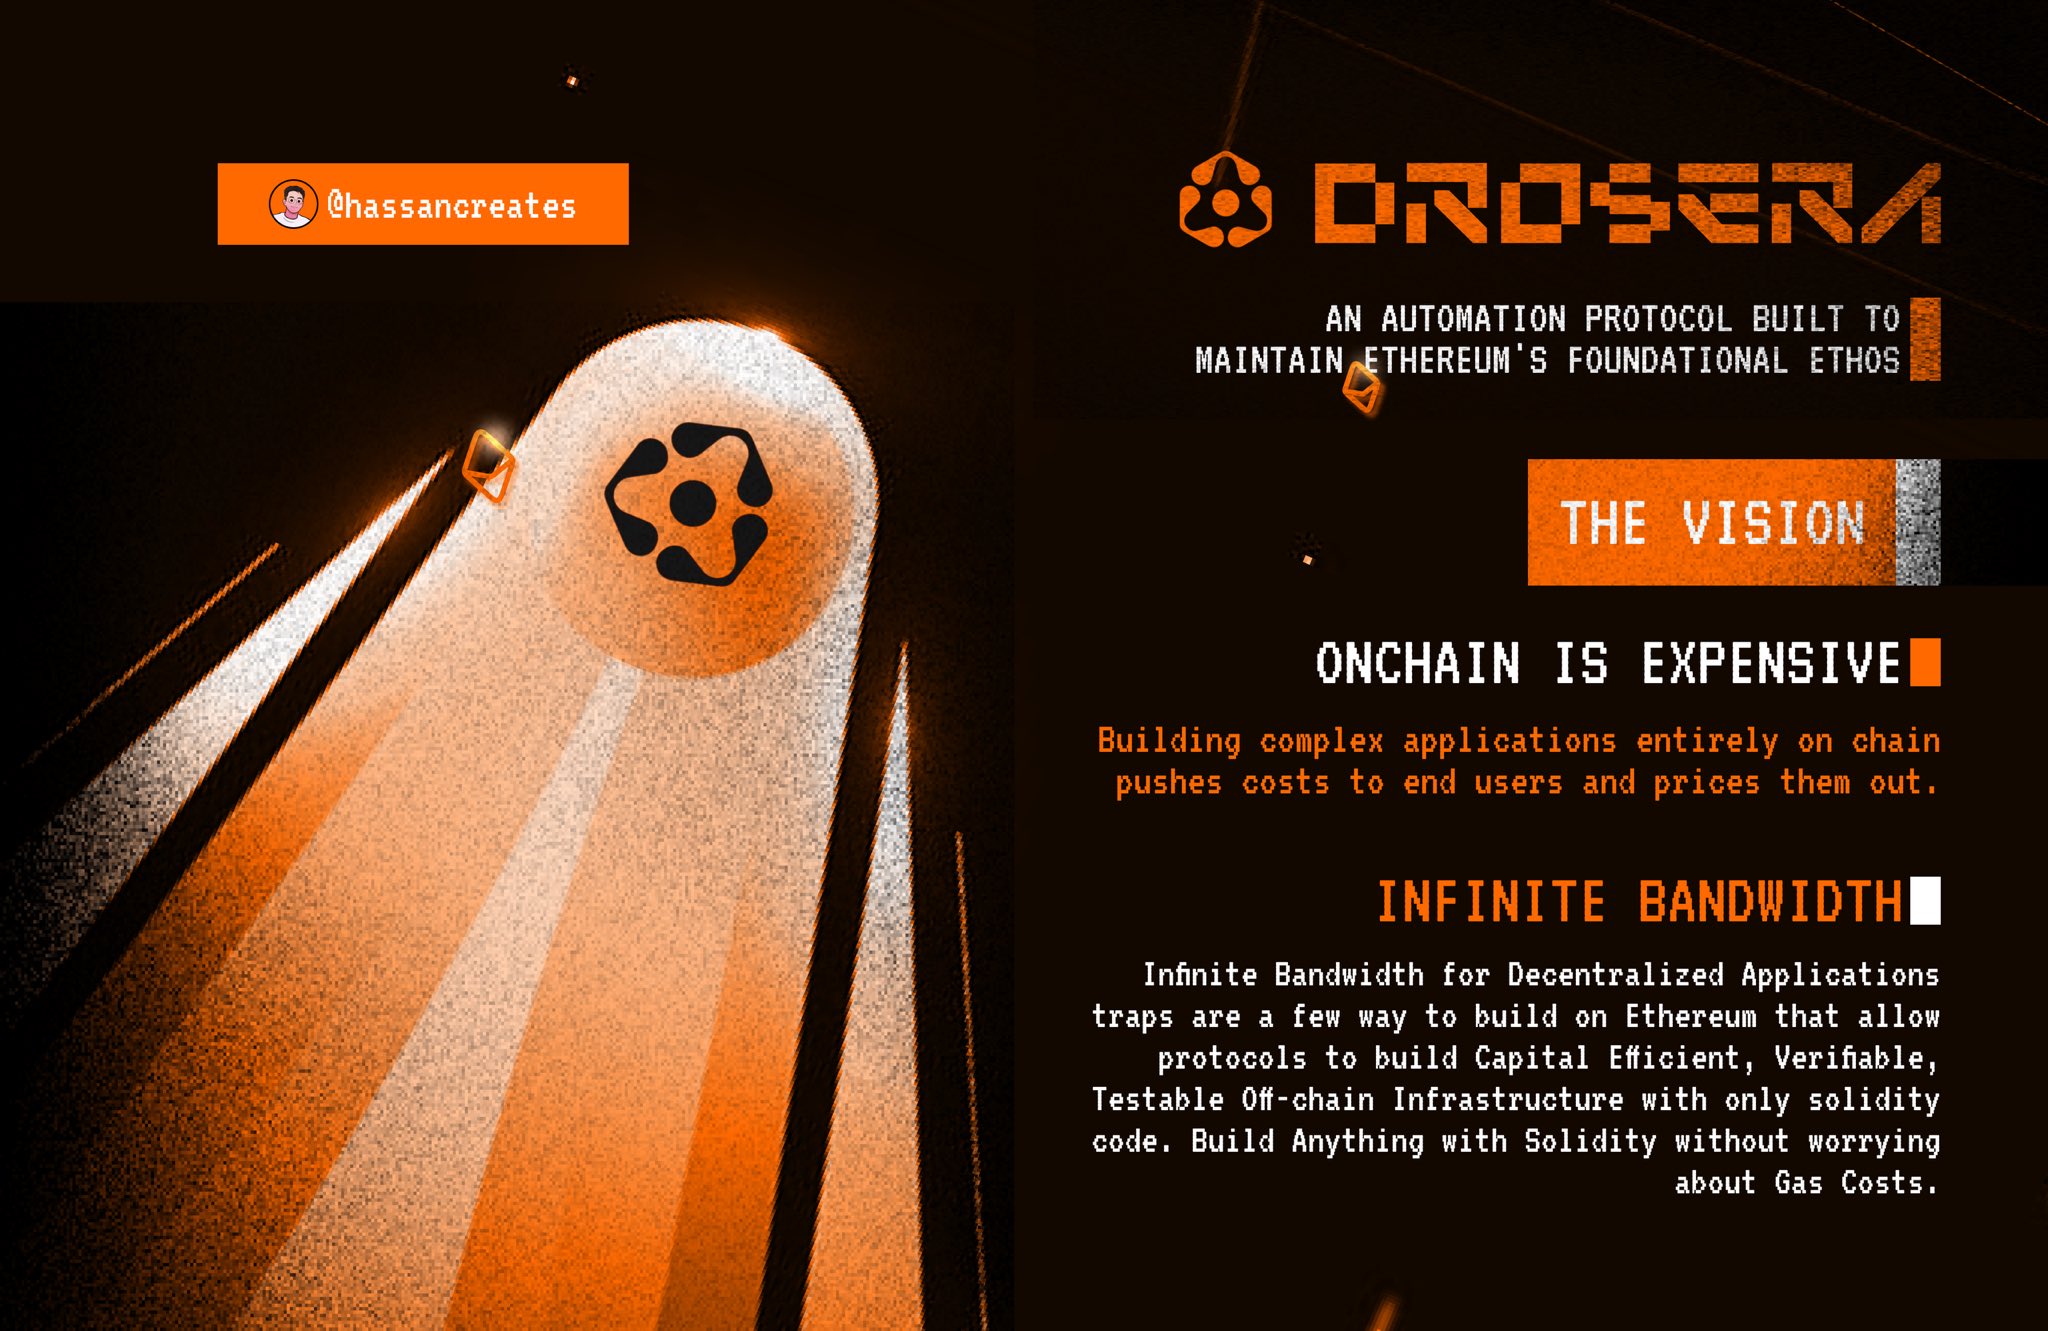 @hassancreates
DROSERA
AN AUTOMATION PROTOCOL BUILT TO
MAINTAIN ETHEREUM'S FOUNDATIONAL ETHOS
THE VISION
ONCHAIN IS EXPENSIVE
Building complex applications entirely on chain
pushes costs to end users and prices them out.
INFINITE BANDWIDTH
Infinite Bandwidth for Decentralized Applications
traps are a few way to build on Ethereum that allow
protocols to build Capital Efficient, Verifiable,
Testable Off-chain Infrastructure with only solidity
code. Build Anything with Solidity without worrying
about Gas Costs.